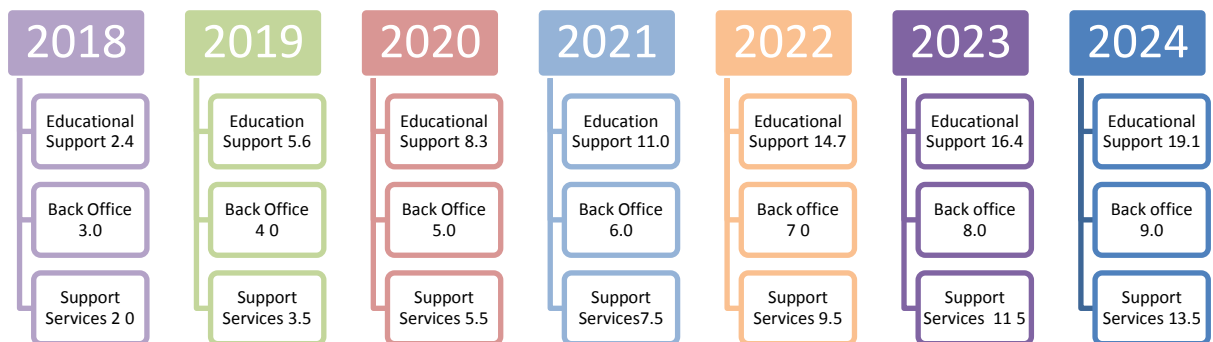 2018
Educational
Support 2.4
Back Office
3.0
Support
Services 2 0
2019
Education
Support 5.6
Back Office
4 0
Support
Services 3.5
2020
Educational
Support 8.3
Back Office
5.0
Support
Services 5.5
2021
Education
Support 11.0
Back Office
6.0
Support
Services7.5
2022
Educational
Support 14.7
Back office
7 0
Support
Services 9.5
2023
Educational
Support 16.4
Back office
8.0
Support
Services 11 5
2024
Educational
Support 19.1
Back office
9.0
Support
Services 13.5